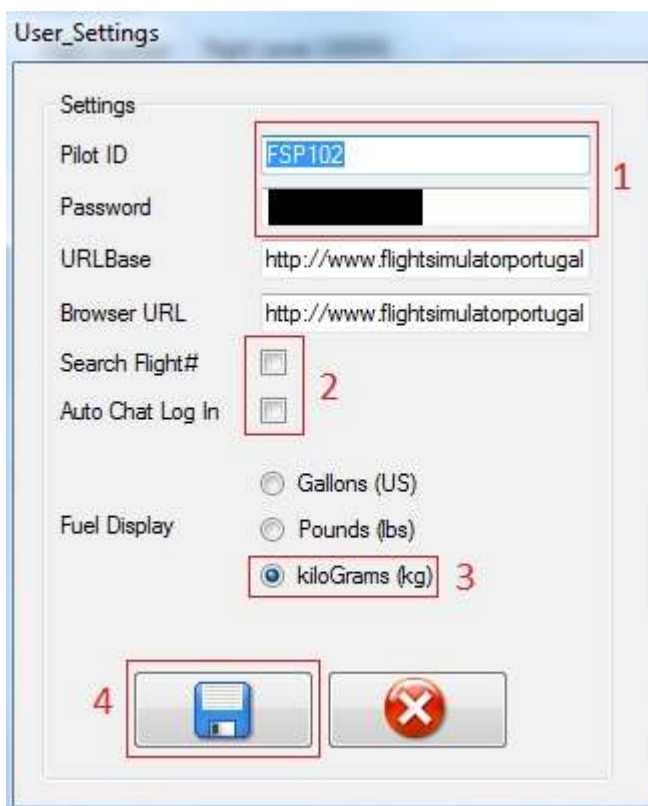 User_Settings
Settings
Pilot ID FSP102
1
Password
URLBase http://www.flightsimulatorportugal
Browser URL http://www.flightsimulatorportugal
Search Flight#
2
Auto Chat Log In
Gallons (US)
Fuel Display Pounds (lbs)
kiloGrams (kg) 3
4